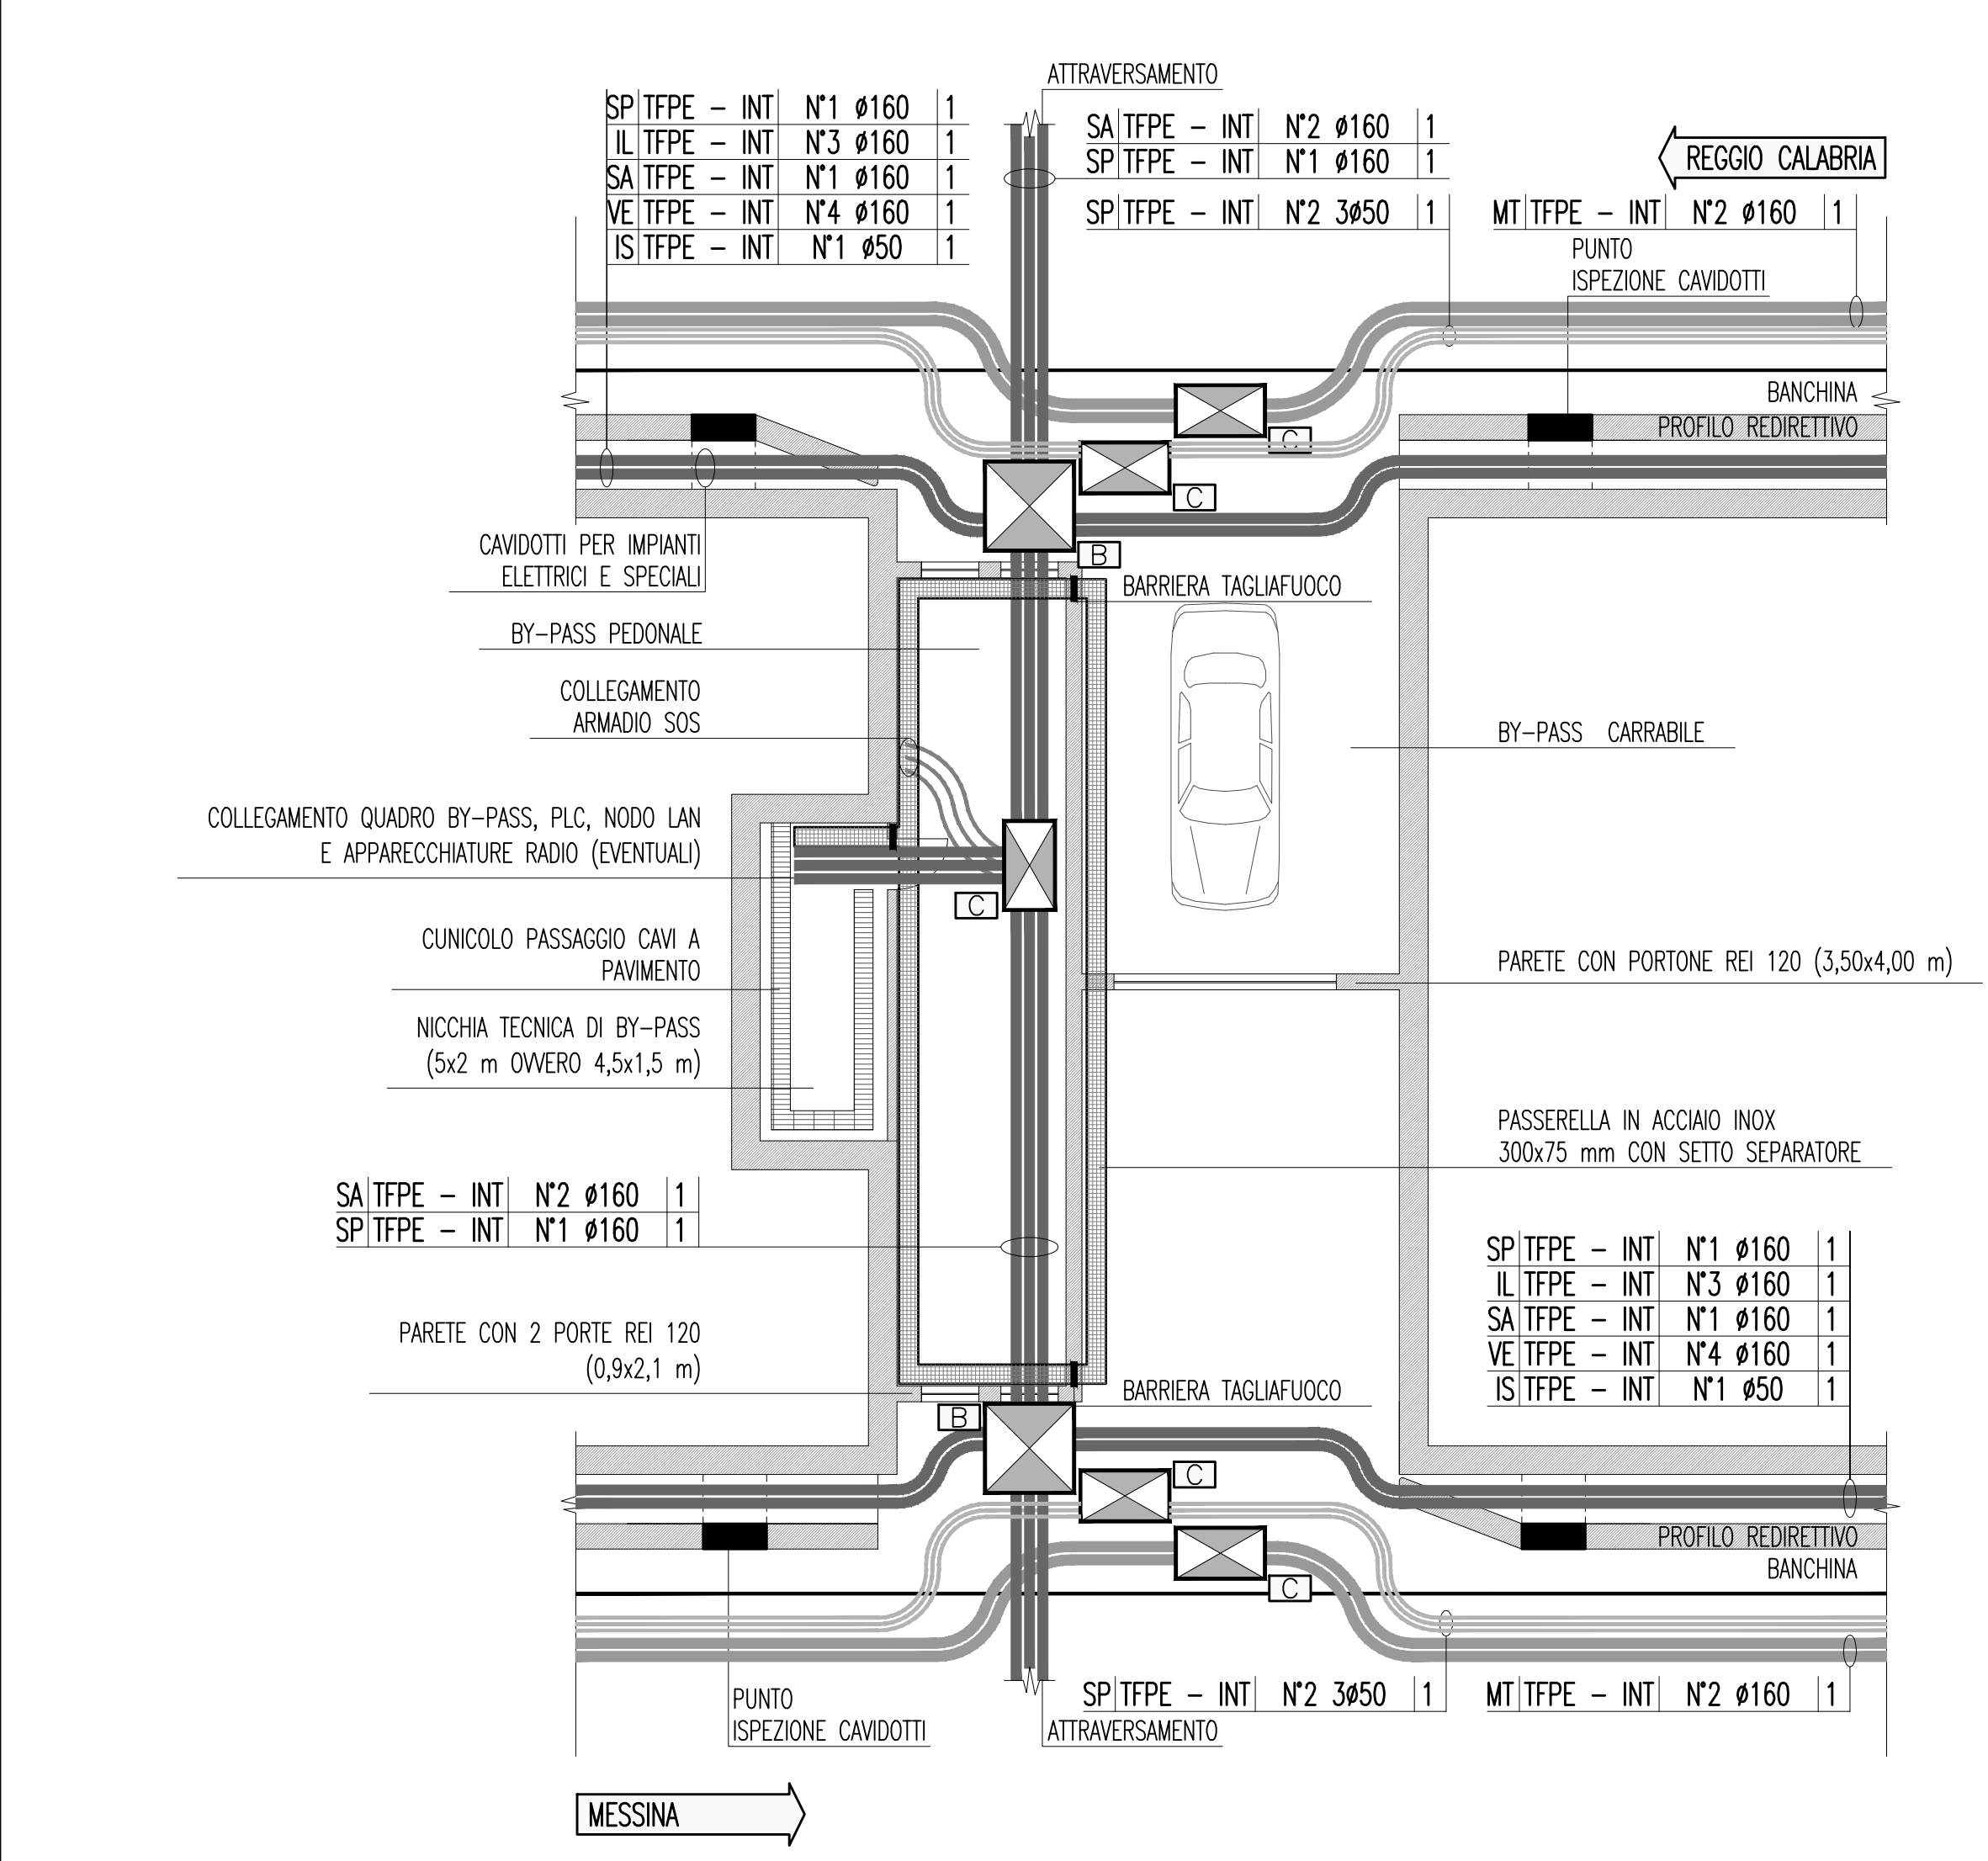 ATTRAVERSAMENTO
SP TFPE - INT N°1 ø160 1
IL TFPE - INT N°3 ø160 1
SA TFPE - INT N°1 ø160 1
VE TFPE - INT N°4 ø160 1
IS TFPE - INT N°1 ø50 1
SA TFPE - INT N°2 ø160 1
SP TFPE - INT N°1 ø160 1
SP TFPE - INT N°2 3ø50 1
REGGIO CALABRIA
MT TFPE - INT N°2 ø160 1
PUNTO
ISPEZIONE CAVIDOTTI
BANCHINA
PROFILO REDIRETTIVO
C
C
B
CAVIDOTTI PER IMPIANTI
ELETTRICI E SPECIALI
BARRIERA TAGLIAFUOCO
BY-PASS PEDONALE
COLLEGAMENTO
ARMADIO SOS
BY-PASS CARRABILE
COLLEGAMENTO QUADRO BY-PASS, PLC, NODO LAN
E APPARECCHIATURE RADIO (EVENTUALI)
C
CUNICOLO PASSAGGIO CAVI A
PAVIMENTO
PARETE CON PORTONE REI 120 (3,50x4,00 m)
NICCHIA TECNICA DI BY-PASS
(5x2 m OVVERO 4,5x1,5 m)
PASSERELLA IN ACCIAIO INOX
300x75 mm CON SETTO SEPARATORE
SA TFPE - INT N°2 ø160 1
SP TFPE - INT N°1 ø160 1
SP TFPE - INT N°1 ø160 1
IL TFPE - INT N°3 ø160 1
SA TFPE - INT N°1 ø160 1
VE TFPE - INT N°4 ø160 1
IS TFPE - INT N°1 ø50 1
PARETE CON 2 PORTE REI 120
(0,9x2,1 m)
BARRIERA TAGLIAFUOCO
B
C
C
PROFILO REDIRETTIVO
BANCHINA
SP TFPE - INT N°2 3ø50 1
MT TFPE - INT N°2 ø160 1
PUNTO
ISPEZIONE CAVIDOTTI
ATTRAVERSAMENTO
MESSINA